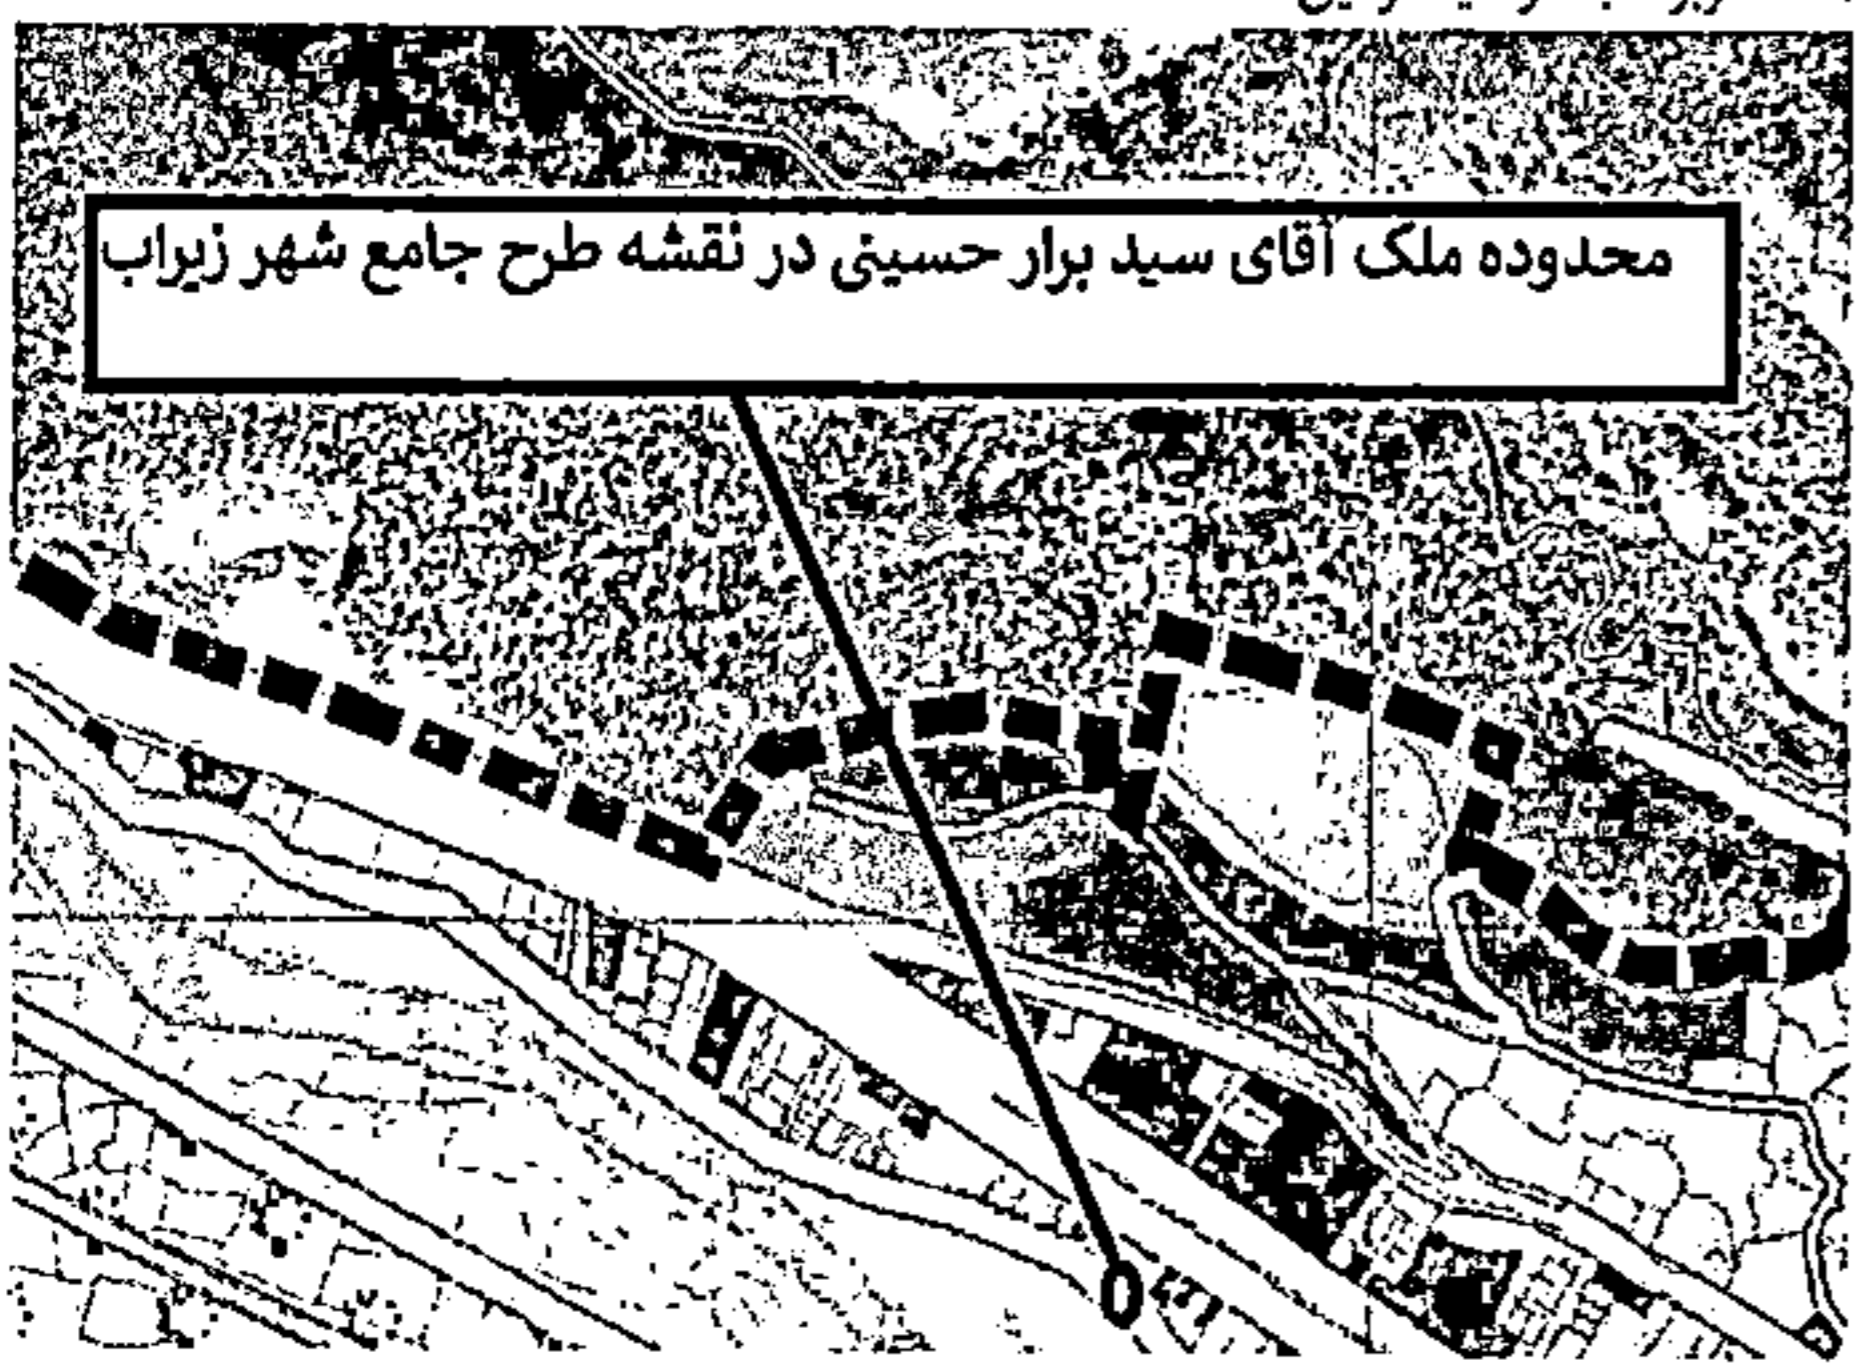 محدوده ملک آقای سید برار حسینی در نقشه طرح جامع شهر زیراب